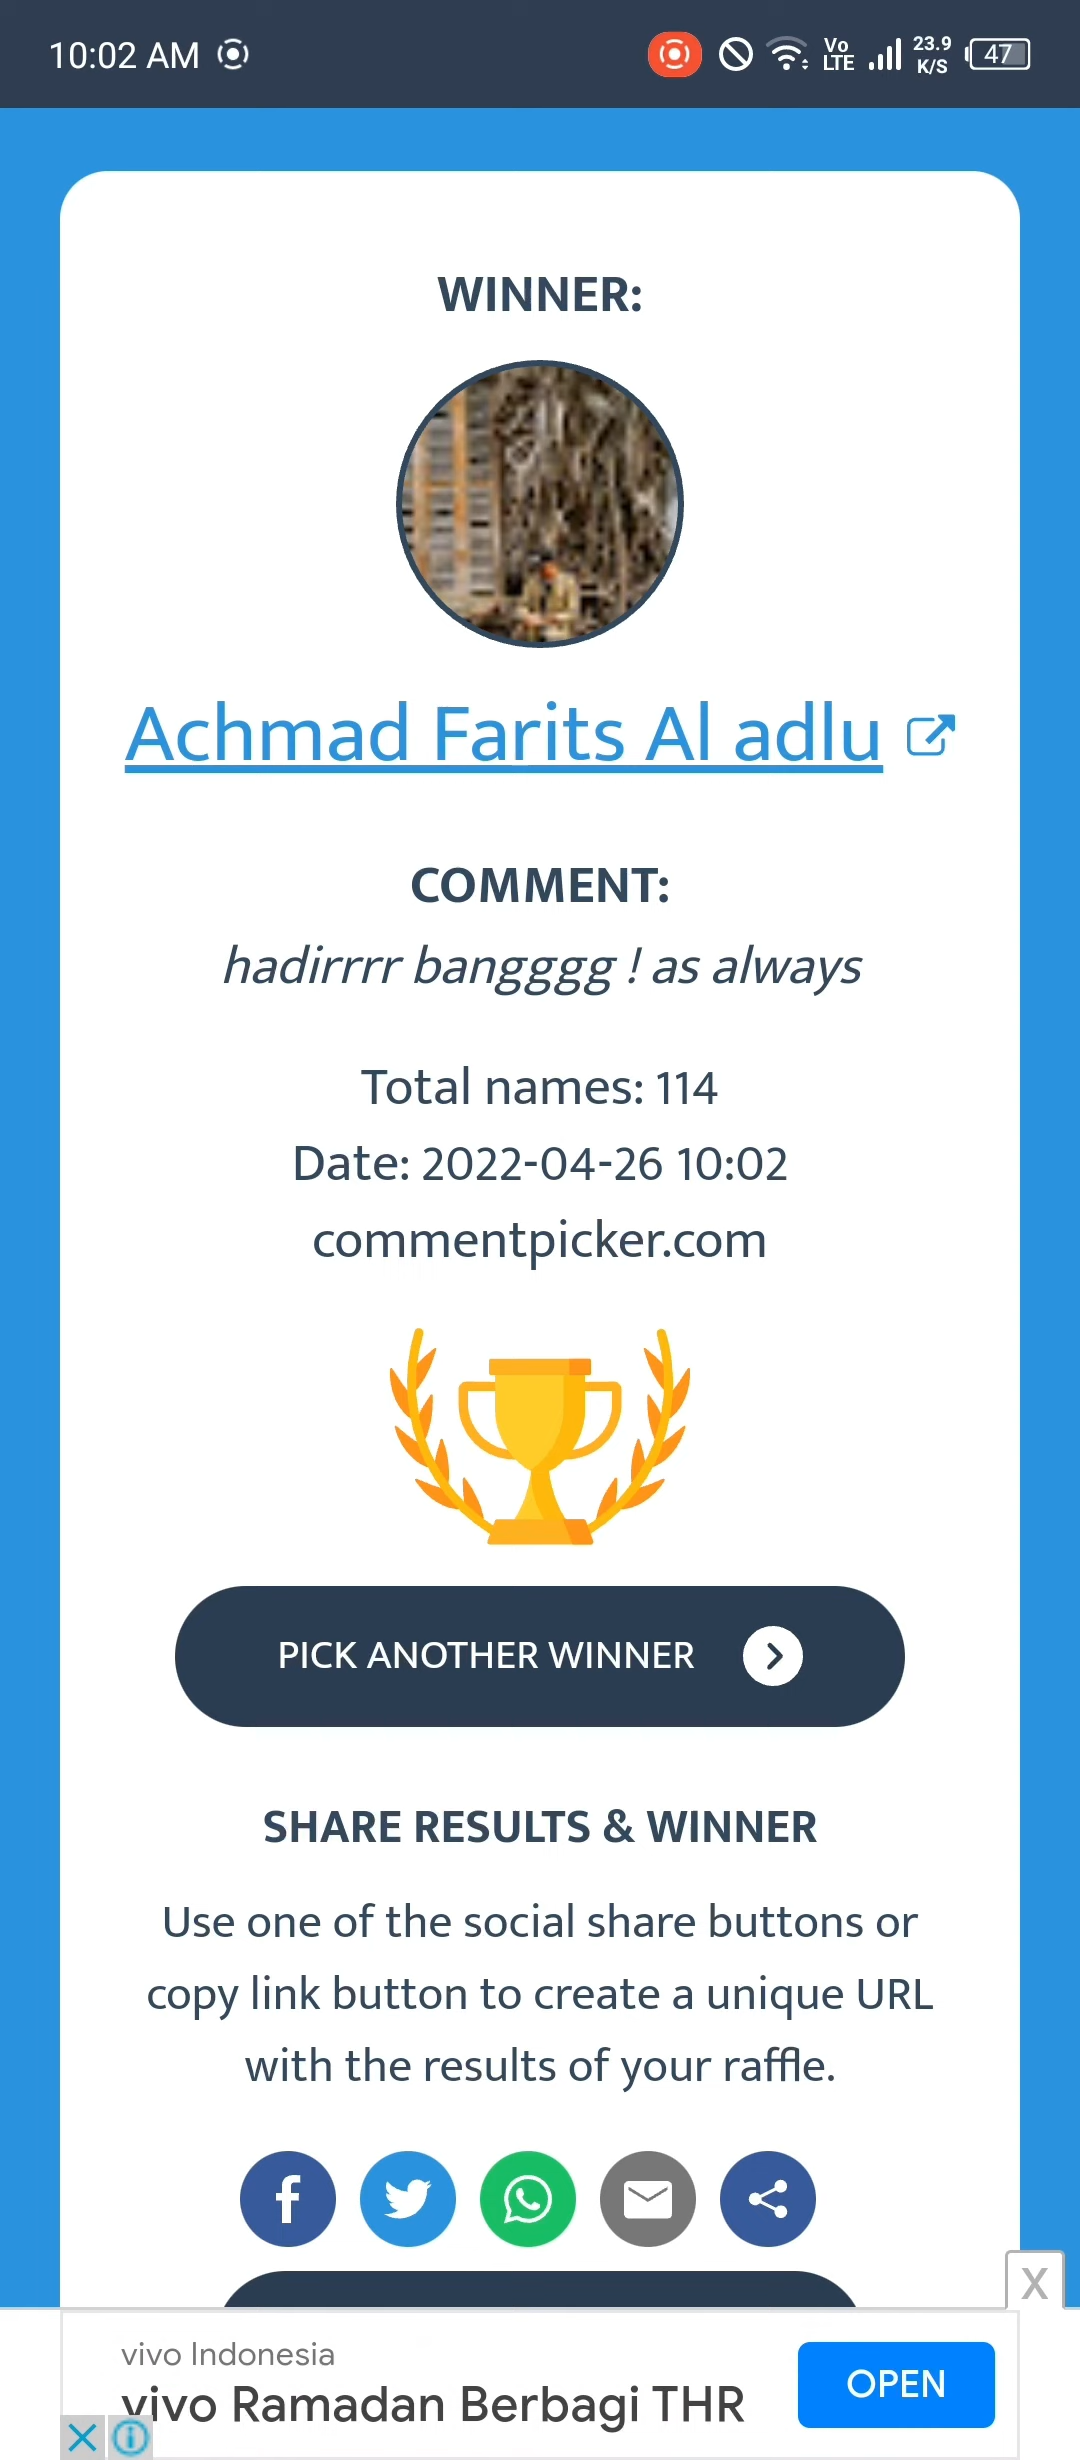 10:02 AM
Vo LTE
23.9 K/S
47
WINNER:
Achmad Farits Al adlu
COMMENT:
hadirrrr bangggg ! as always
Total names: 114
Date: 2022-04-26 10:02
commentpicker.com
PICK ANOTHER WINNER
SHARE RESULTS & WINNER
Use one of the social share buttons or
copy link button to create a unique URL
with the results of your raffle.
X
vivo Indonesia
vivo Ramadan Berbagi THR
OPEN